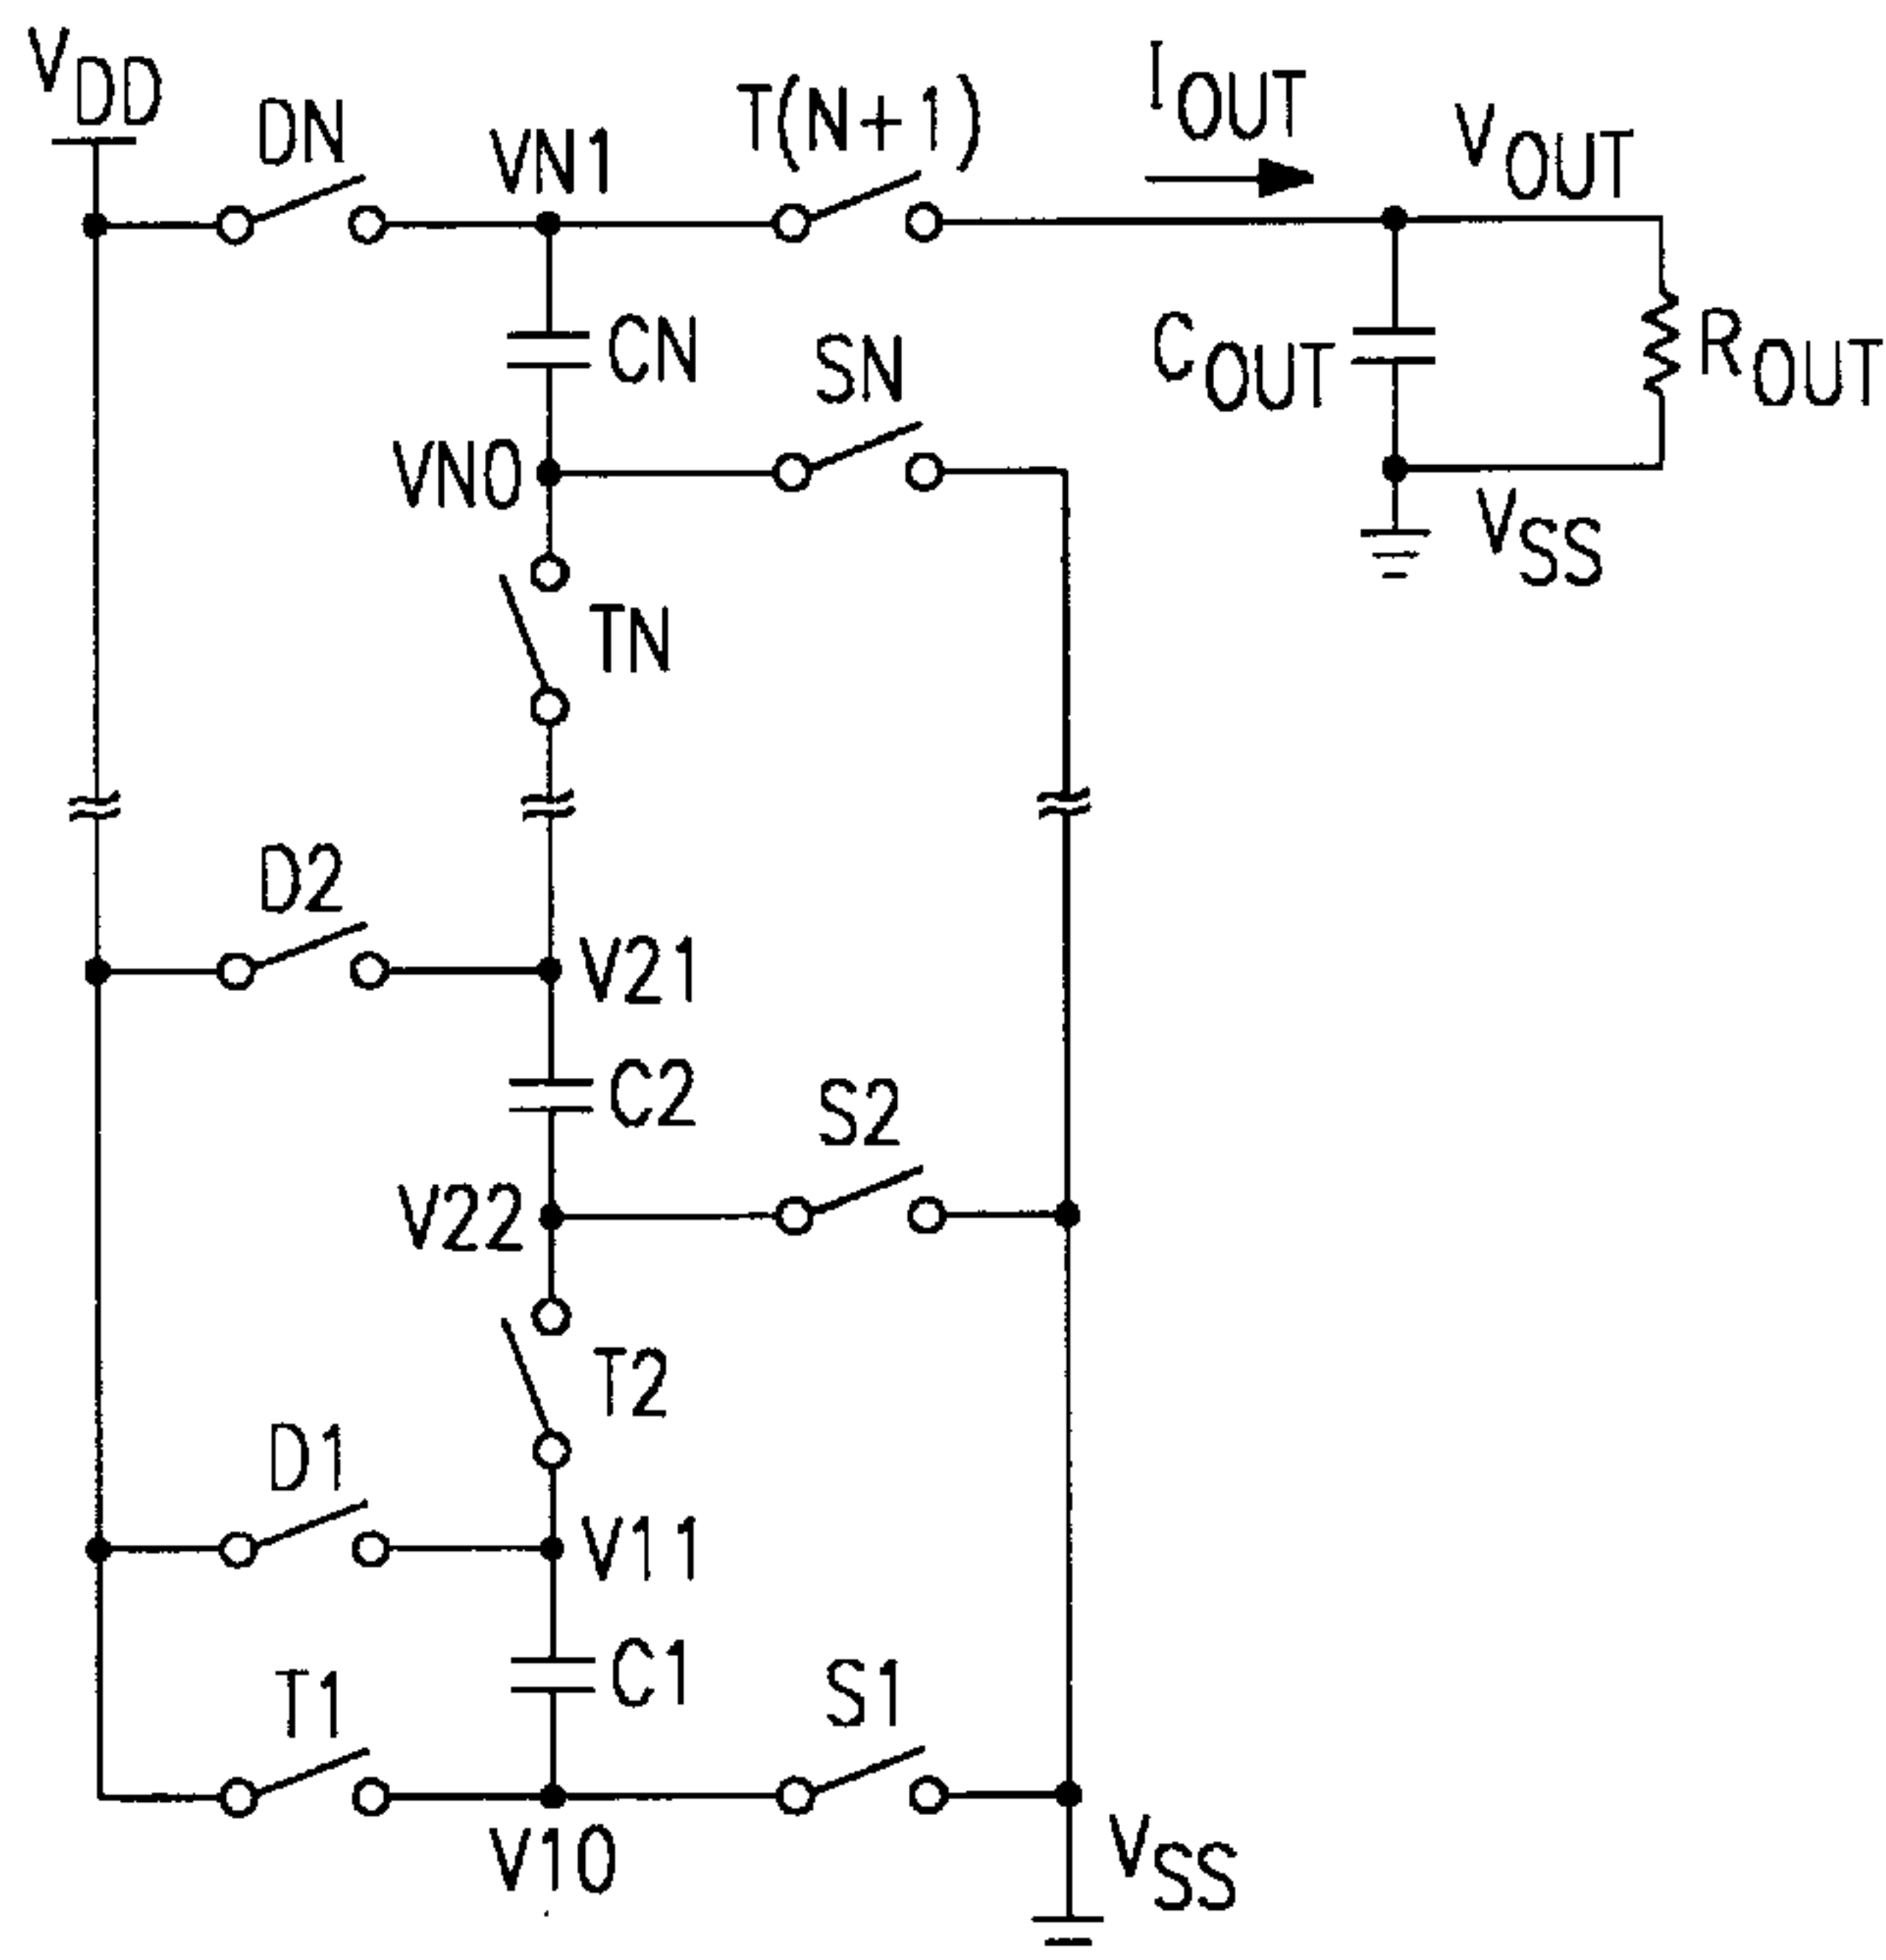 VDD
DN
VN1
T(N+1)
IOUT
VOUT
CN
SN
COUT
ROUT
VN0
VSS
TN
D2
V21
C2
S2
V22
T2
D1
V11
C1
T1
S1
V10
VSS